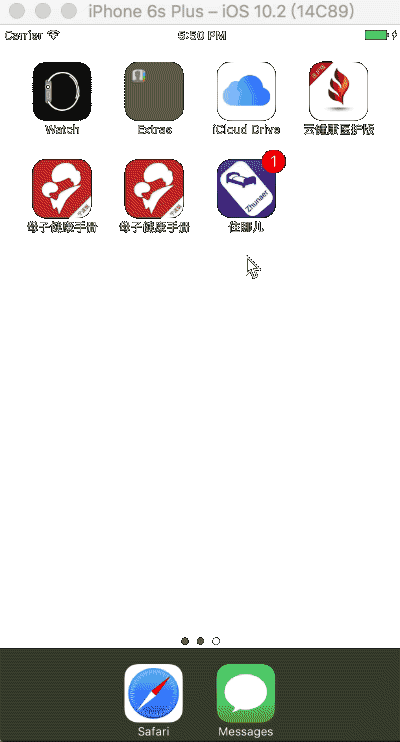 iPhone 6s Plus – iOS 10.2 (14C89)
Carrier
5:50 PM
Watch
Extras
iCloud Drive
云健康医护版
母子健康手册
母子健康手册
1
Zhunaer
住哪儿
Safari
Messages